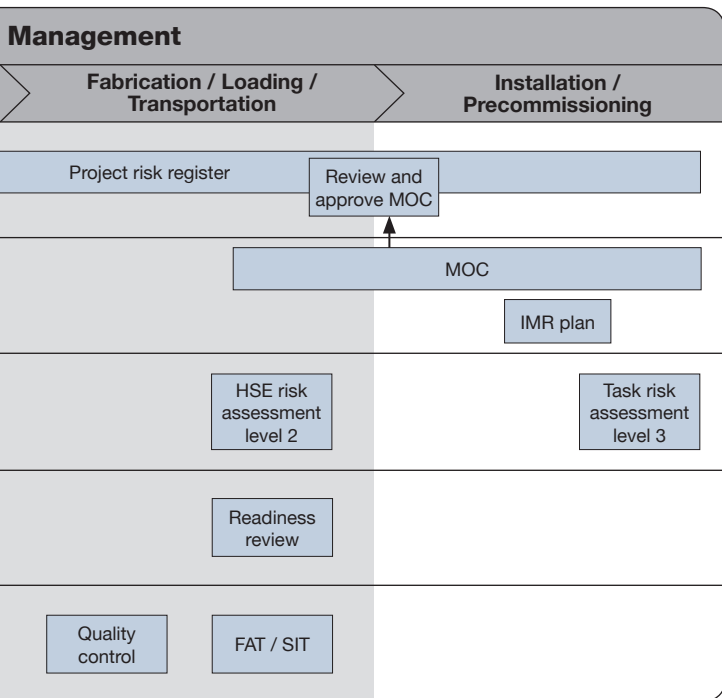 Management
Fabrication / Loading /
Transportation
Installation /
Precommissioning
Project risk register
Review and
approve MOC
MOC
IMR plan
HSE risk
assessment
level 2
Task risk
assessment
level 3
Readiness
review
Quality
control
FAT / SIT